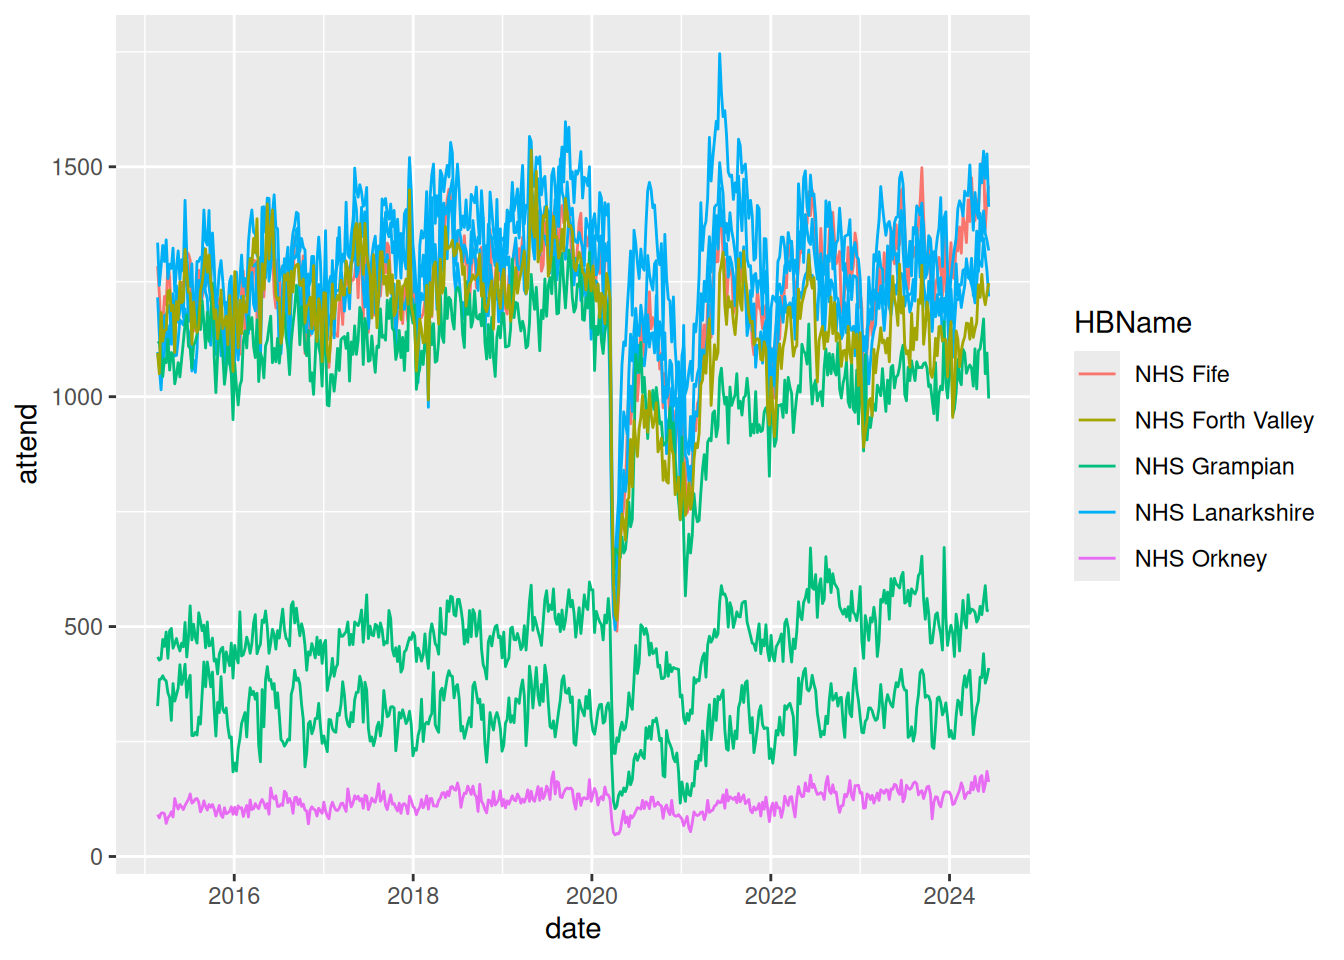 1500
1000
500
0
attend
2016 2018 2020 2022 2024
date
HBName
NHS Fife
NHS Forth Valley
NHS Grampian
NHS Lanarkshire
NHS Orkney